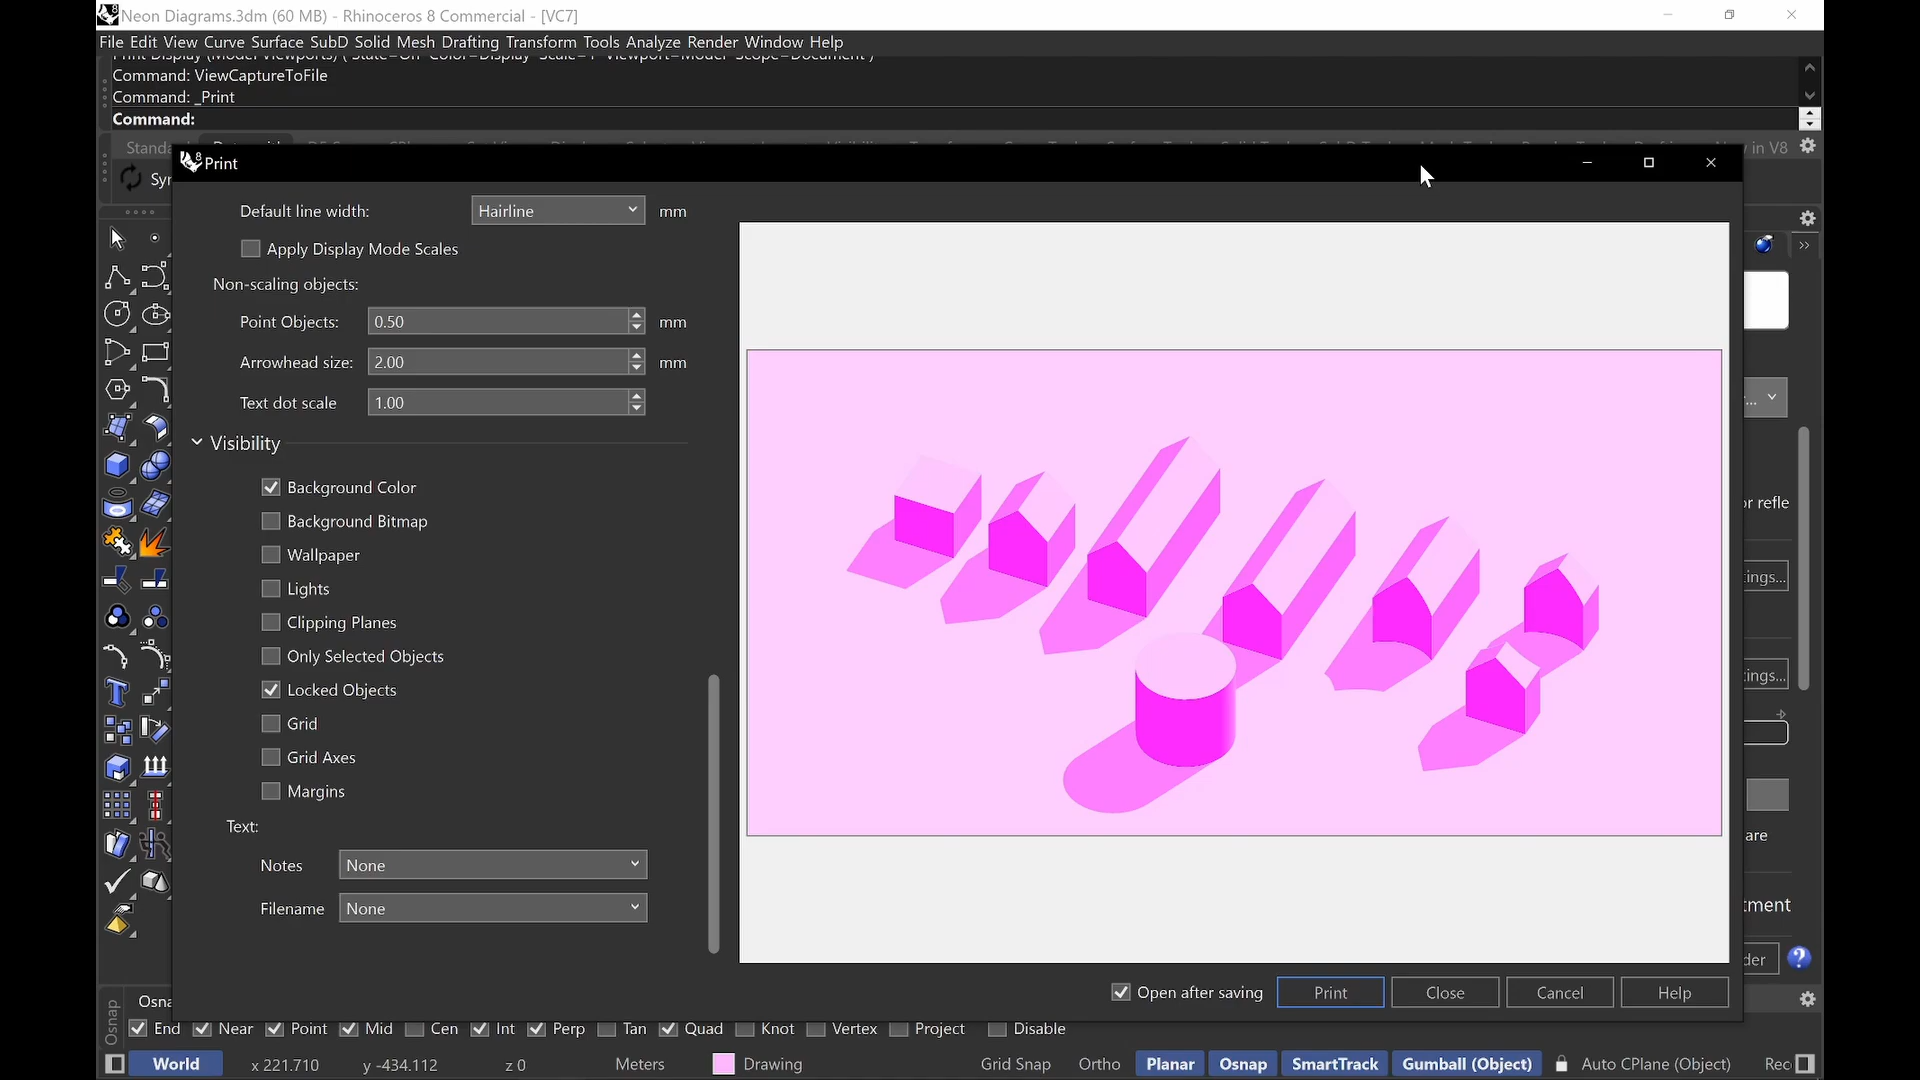 Neon Diagrams.3dm (60 MB) - Rhinoceros 8 Commercial - [VC7]
File Edit View Curve Surface SubD Solid Mesh Drafting Transform Tools Analyze Render Window Help
Command: ViewCaptureToFile
Command: _Print
Command:
in V8
Print
Default line width: Hairline mm
Apply Display Mode Scales
Non-scaling objects:
Point Objects: 0.50 mm
Arrowhead size: 2.00 mm
Text dot scale 1.00
Visibility
Background Color
Background Bitmap
Wallpaper
Lights
Clipping Planes
Only Selected Objects
Locked Objects
Grid
Grid Axes
Margins
Text:
Notes None
Filename None
Open after saving Print Close Cancel Help
Osnap
End Near Point Mid Cen Int Perp Tan Quad Knot Vertex Project Disable
World x 221.710 y -434.112 z 0 Meters Drawing Grid Snap Ortho Planar Osnap SmartTrack Gumball (Object) Auto CPlane (Object) Rec